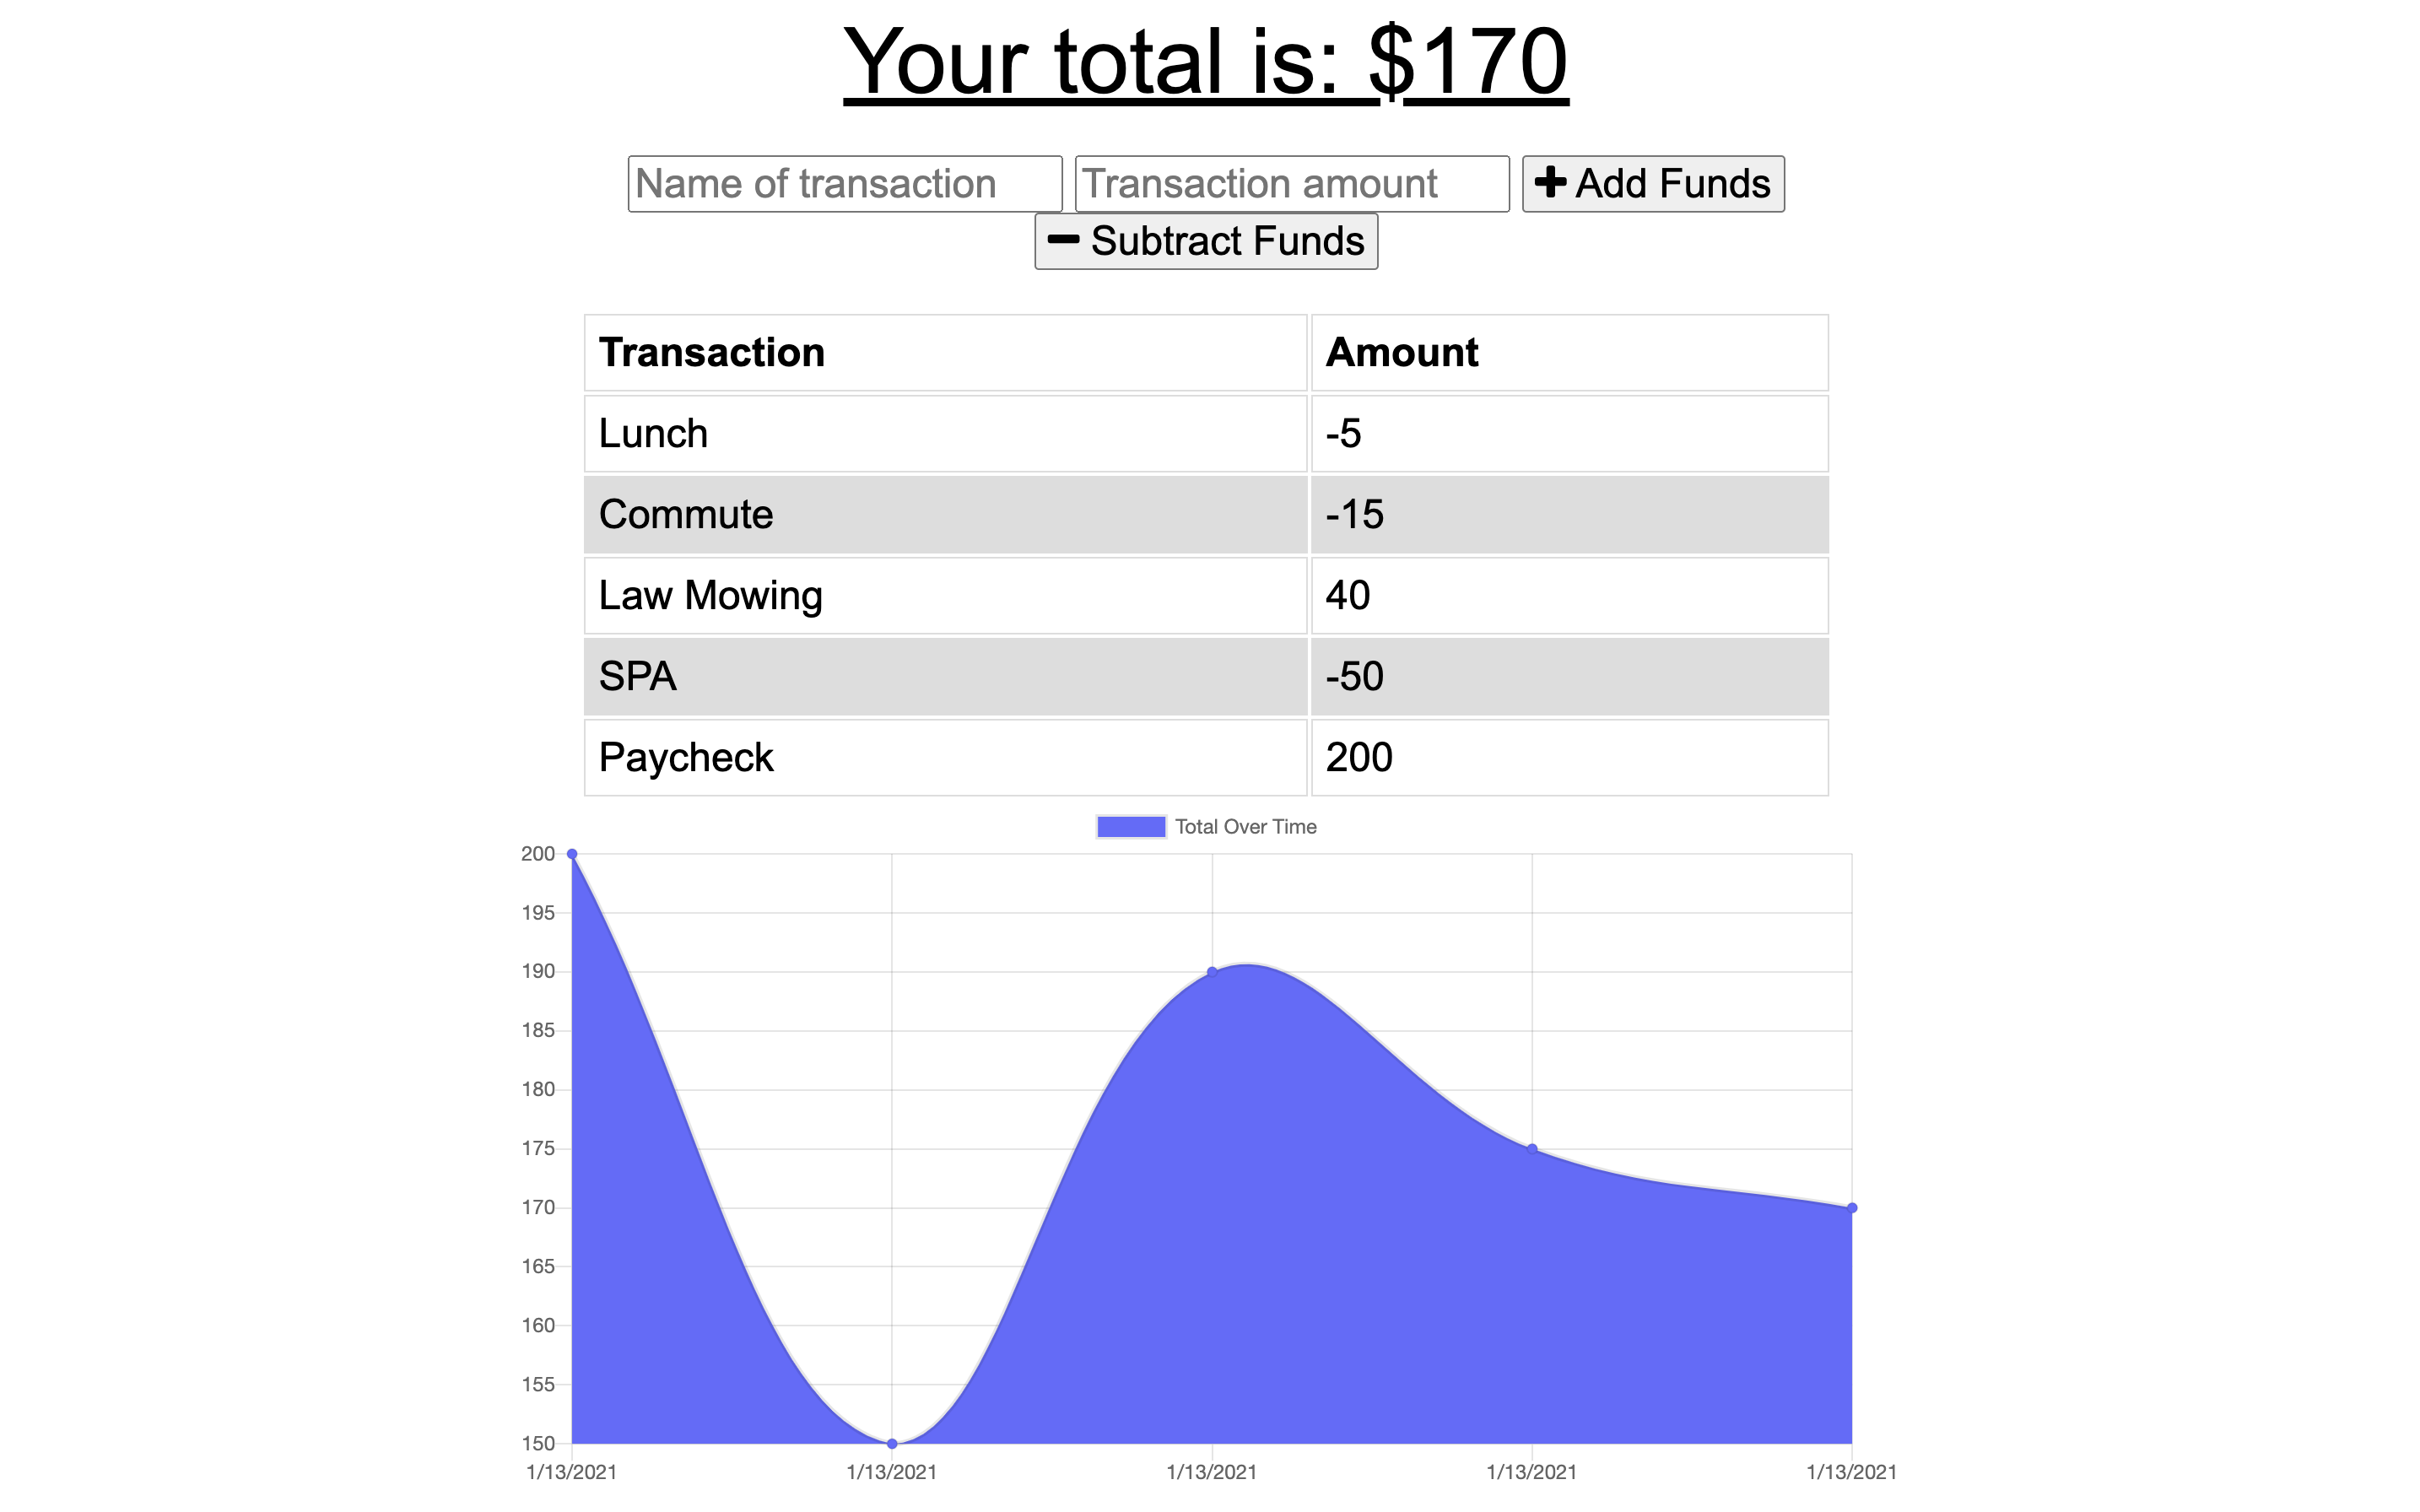 Your total is: $170
Name of transaction Transaction amount Add Funds
Subtract Funds
Transaction Amount
Lunch -5
Commute -15
Law Mowing 40
SPA -50
Paycheck 200
Total Over Time
200
195
190
185
180
175
170
165
160
155
150
1/13/2021 1/13/2021 1/13/2021 1/13/2021 1/13/2021